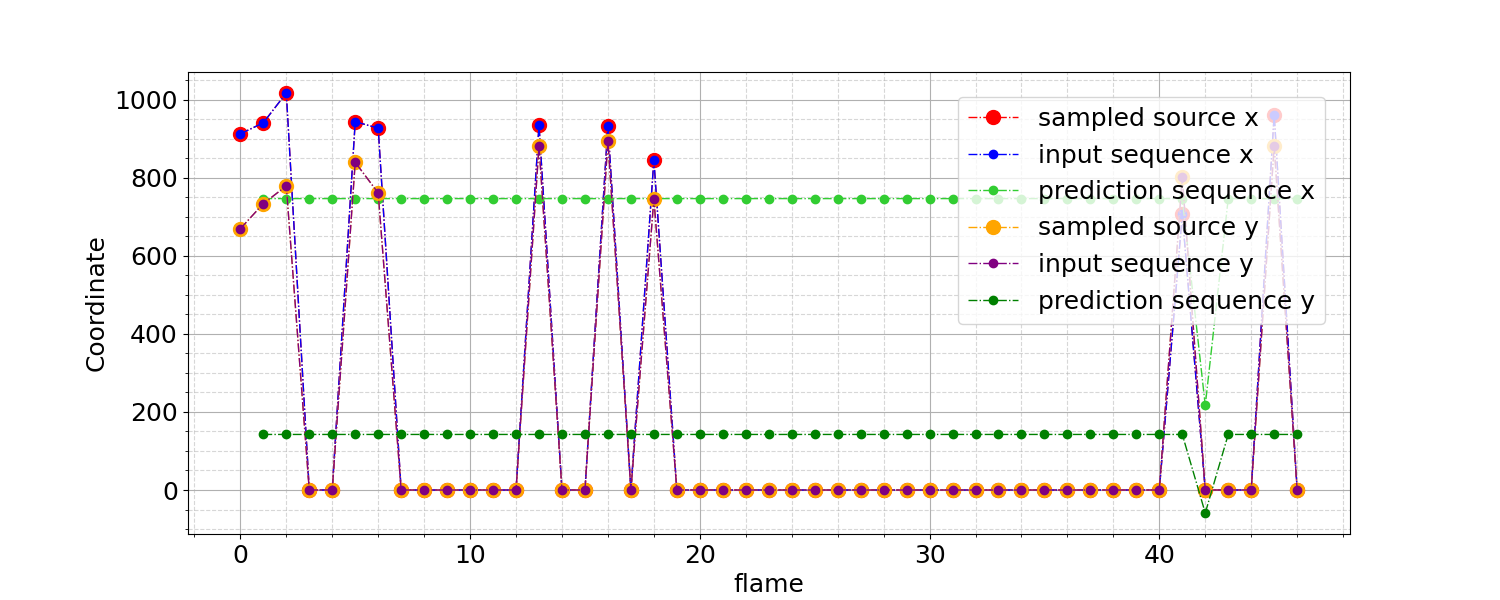 1000
800
600
400
200
0
Coordinate
sampled source x
input sequence x
prediction sequence x
sampled source y
input sequence y
prediction sequence y
0 10 20 30 40
flame